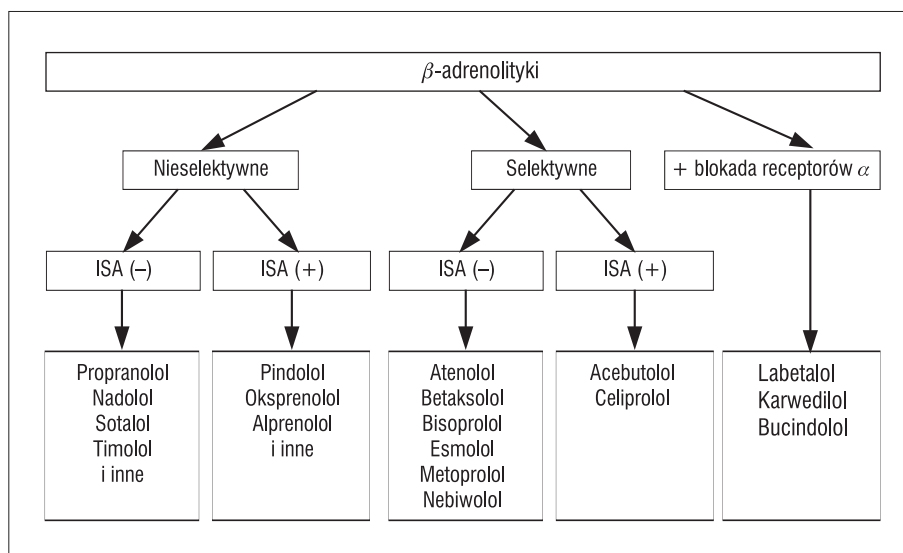 β-adrenolityki
Nieselektywne
Selektywne
+ blokada receptorów α
ISA (–)
ISA (+)
ISA (–)
ISA (+)
Propranolol
Nadolol
Sotalol
Timolol
i inne
Pindolol
Oksprenolol
Alprenolol
i inne
Atenolol
Betaksolol
Bisoprolol
Esmolol
Metoprolol
Nebiwolol
Acebutolol
Celiprolol
Labetalol
Karwedilol
Bucindolol